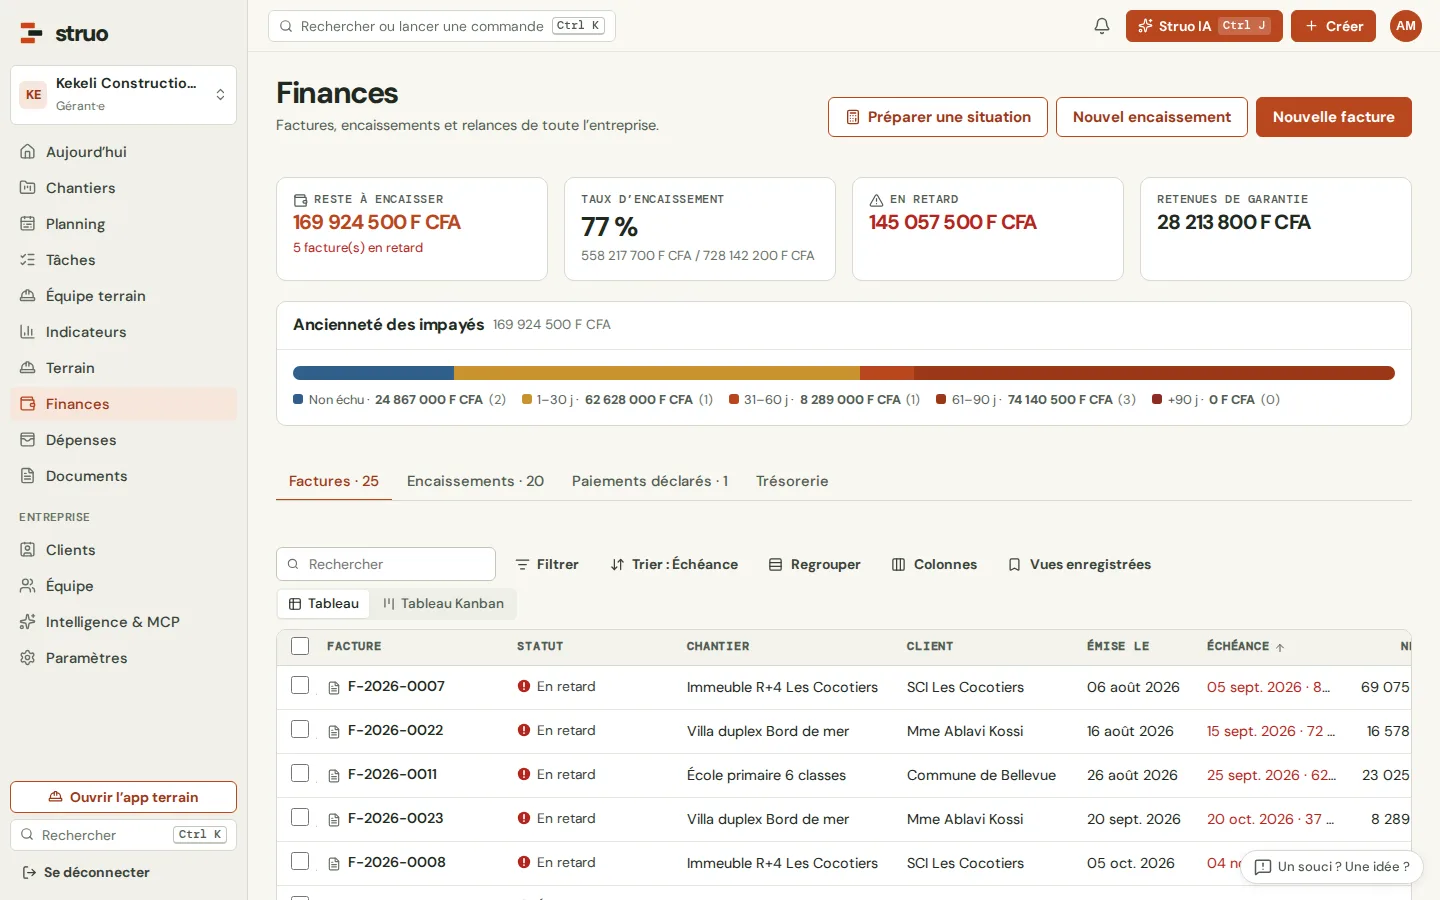 struo
Rechercher ou lancer une commande Ctrl K
Struo IA Ctrl J
Créer
AM
KE
Kekeli Constructio…
Gérant·e
Aujourd'hui
Chantiers
Planning
Tâches
Équipe terrain
Indicateurs
Terrain
Finances
Dépenses
Documents
ENTREPRISE
Clients
Équipe
Intelligence & MCP
Paramètres
Ouvrir l'app terrain
Rechercher Ctrl K
Se déconnecter
Finances
Factures, encaissements et relances de toute l'entreprise.
Préparer une situation
Nouvel encaissement
Nouvelle facture
RESTE À ENCAISSER
169 924 500 F CFA
5 facture(s) en retard
TAUX D'ENCAISSEMENT
77 %
558 217 700 F CFA / 728 142 200 F CFA
EN RETARD
145 057 500 F CFA
RETENUES DE GARANTIE
28 213 800 F CFA
Ancienneté des impayés 169 924 500 F CFA
Non échu · 24 867 000 F CFA (2) 1–30 j · 62 628 000 F CFA (1) 31–60 j · 8 289 000 F CFA (1) 61–90 j · 74 140 500 F CFA (3) +90 j · 0 F CFA (0)
Factures · 25 Encaissements · 20 Paiements déclarés · 1 Trésorerie
Rechercher Filtrer Trier : Échéance Regrouper Colonnes Vues enregistrées
Tableau Tableau Kanban
FACTURE STATUT CHANTIER CLIENT ÉMISE LE ÉCHÉANCE
F-2026-0007 En retard Immeuble R+4 Les Cocotiers SCI Les Cocotiers 06 août 2026 05 sept. 2026 · 8… 69 075
F-2026-0022 En retard Villa duplex Bord de mer Mme Ablavi Kossi 16 août 2026 15 sept. 2026 · 72 … 16 578
F-2026-0011 En retard École primaire 6 classes Commune de Bellevue 26 août 2026 25 sept. 2026 · 62… 23 025
F-2026-0023 En retard Villa duplex Bord de mer Mme Ablavi Kossi 20 sept. 2026 20 oct. 2026 · 37 … 8 289
F-2026-0008 En retard Immeuble R+4 Les Cocotiers SCI Les Cocotiers 05 oct. 2026 04
Un souci ? Une idée ?